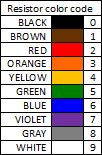 Resistor color code
BLACK 0
BROWN 1
RED 2
ORANGE 3
YELLOW 4
GREEN 5
BLUE 6
VIOLET 7
GRAY 8
WHITE 9